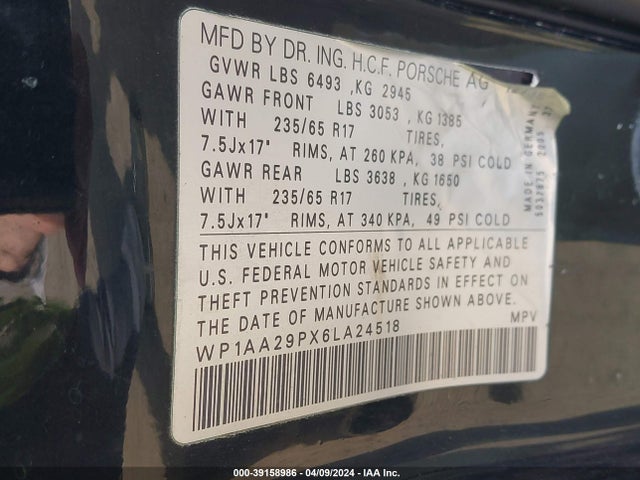 MFD BY DR. ING. H.C.F. PORSCHE AG
GVWR LBS 6493 ,KG 2945
GAWR FRONT LBS 3053 ,KG 1385
WITH 235/65 R17 TIRES,
7.5Jx17" RIMS, AT 260 KPA, 38 PSI COLD
GAWR REAR LBS 3638 ,KG 1650
WITH 235/65 R17 TIRES,
7.5Jx17" RIMS, AT 340 KPA, 49 PSI COLD
THIS VEHICLE CONFORMS TO ALL APPLICABLE
U.S. FEDERAL MOTOR VEHICLE SAFETY AND
THEFT PREVENTION STANDARDS IN EFFECT ON
THE DATE OF MANUFACTURE SHOWN ABOVE.
WP1AA29PX6LA24518 MPV
MADE IN GERMANY
5032875 2005 37
000-39158986 - 04/09/2024 - IAA Inc.